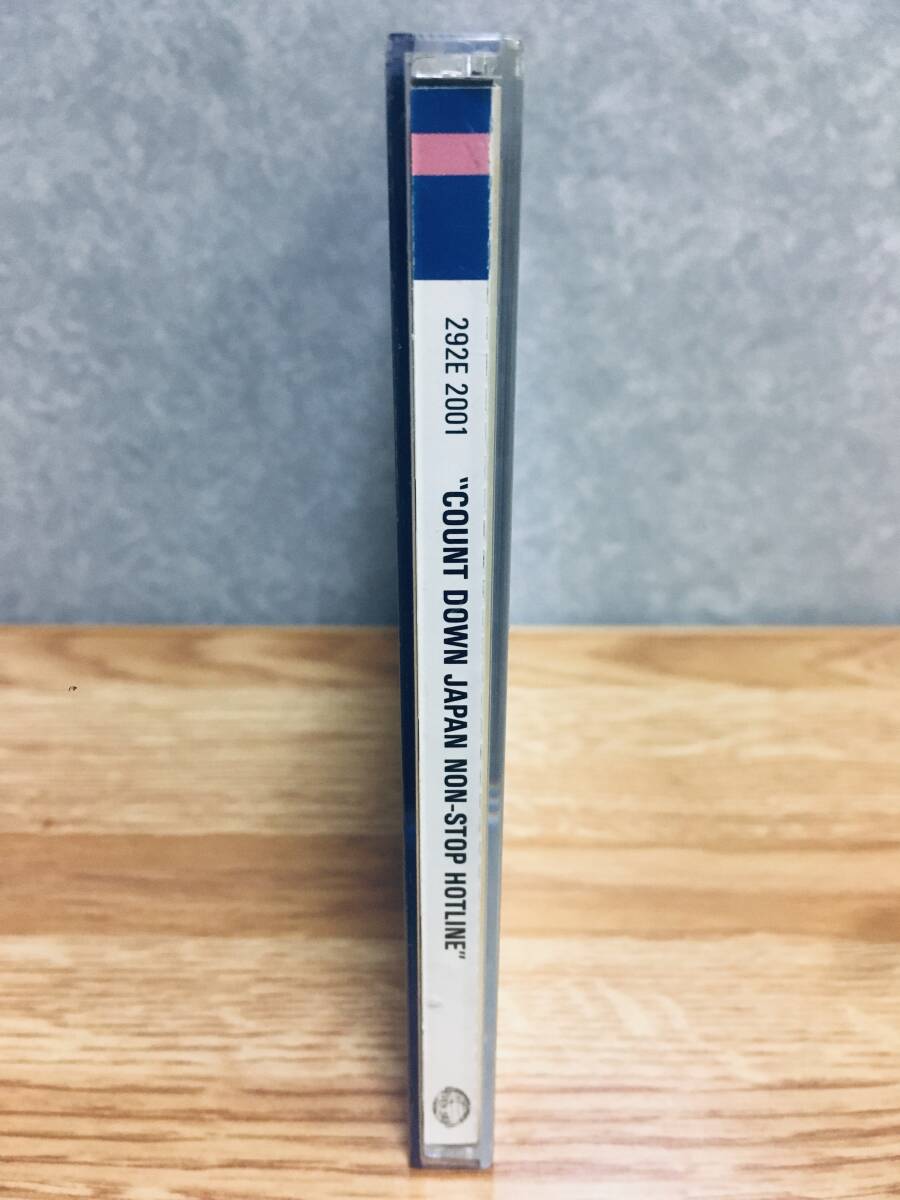 292E 2001 "COUNT DOWN JAPAN NON-STOP HOTLINE"